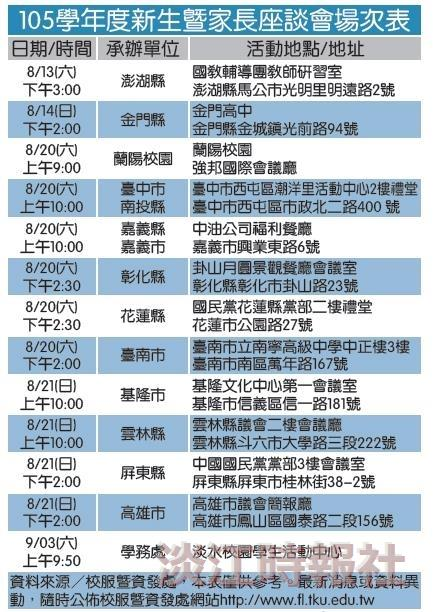 105學年度新生暨家長座談會場次表
日期/時間 承辦單位 活動地點/地址
8/13(六) 澎湖縣 國教輔導團教師研習室
下午3:00 澎湖縣馬公市光明里明遠路2號
8/14(日) 金門縣 金門高中
下午2:00 金門縣金城鎮光前路94號
8/20(六) 蘭陽校園 蘭陽校園
上午9:00 強邦國際會議廳
8/20(六) 臺中市 臺中市西屯區潮洋里活動中心2樓禮堂
上午10:00 南投縣 臺中市西屯區市政北二路400 號
8/20(六) 嘉義縣 中油公司福利餐廳
上午10:00 嘉義市 嘉義市興業東路6號
8/20(六) 彰化縣 卦山月圓景觀餐廳會議室
下午2:30 彰化縣彰化市卦山路23號
8/20(六) 花蓮縣 國民黨花蓮縣黨部二樓禮堂
下午2:30 花蓮市公園路27號
8/20(六) 臺南市 臺南市立南寧高級中學中正樓3樓
下午2:00 臺南市南區萬年路167號
8/21(日) 基隆市 基隆文化中心第一會議室
上午10:00 基隆市信義區信一路181號
8/21(日) 雲林縣 雲林縣議會二樓會議廳
上午10:00 雲林縣斗六市大學路三段222號
8/21(日) 屏東縣 中國國民黨黨部3樓會議室
下午2:00 屏東縣屏東市桂林街38-2號
8/21(日) 高雄市 高雄市議會簡報廳
下午2:00 高雄市鳳山區國泰路二段156號
9/03(六) 學務處 淡水校園學生活動中心
上午9:50
淡江時報社
資料來源／校服暨資發處，本表僅供參考，最新消息或資料異
動，隨時公佈校服暨資發處網站http://www.fl.tku.edu.tw